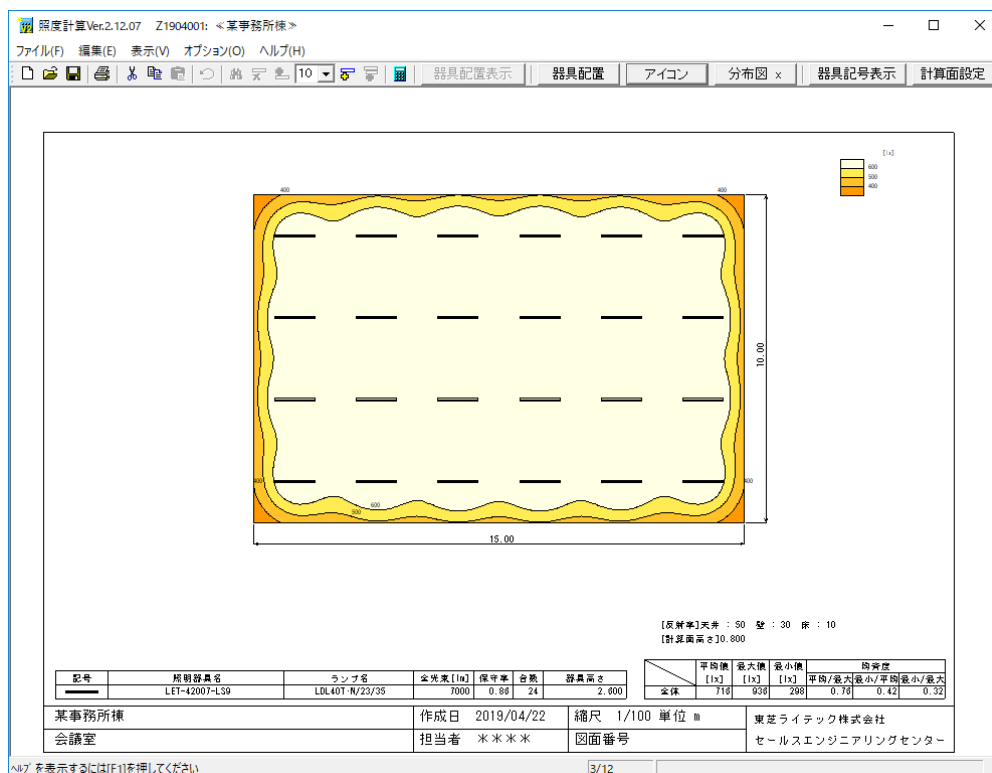 照度計算Ver.2.12.07 Z1904001: ≪某事務所棟≫
ファイル(F) 編集(E) 表示(V) オプション(O) ヘルプ(H)
10 器具配置表示 器具配置 アイコン 分布図 x 器具記号表示 計算面設定
[lx]
600
500
400
400 400
10.00
400 400
600
500
15.00
[反射率]天井 : 50 壁 : 30 床 : 10
[計算面高さ]0.800
記号 照明器具名 ランプ名 全光束[lm] 保守率 台数 器具高さ
LET-42007-LS9 LDL40T·N/23/35 7000 0.86 24 2.600
平均値 最大値 最小値 均斉度
[lx] [lx] [lx] 平均/最大 最小/平均 最小/最大
全体 716 936 298 0.76 0.42 0.32
某事務所棟 作成日 2019/04/22 縮尺 1/100 単位 m 東芝ライテック株式会社
会議室 担当者 ＊＊＊＊ 図面番号 セールスエンジニアリングセンター
ヘルプを表示するには[F1]を押してください 3/12